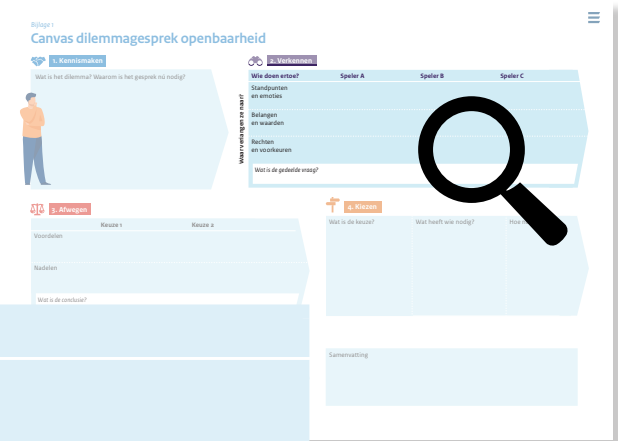 Bijlage 1
Canvas dilemmagesprek openbaarheid
1. Kennismaken
Wat is het dilemma? Waarom is het gesprek nú nodig?
2. Verkennen
Waar verlangen ze naar?
Wie doen ertoe? Speler A Speler B Speler C
Standpunten
en emoties
Belangen
en waarden
Rechten
en voorkeuren
Wat is de gedeelde vraag?
3. Afwegen
Keuze 1 Keuze 2
Voordelen
Nadelen
Wat is de conclusie?
4. Kiezen
Wat is de keuze? Wat heeft wie nodig? Hoe
Samenvatting